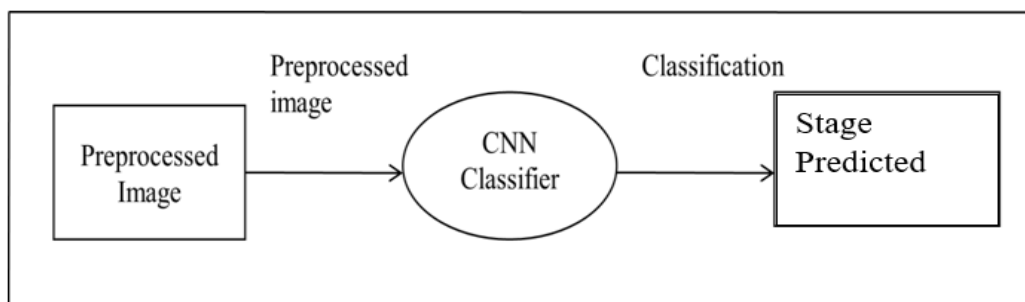 Preprocessed
image
Classification
Preprocessed
Image
CNN
Classifier
Stage
Predicted